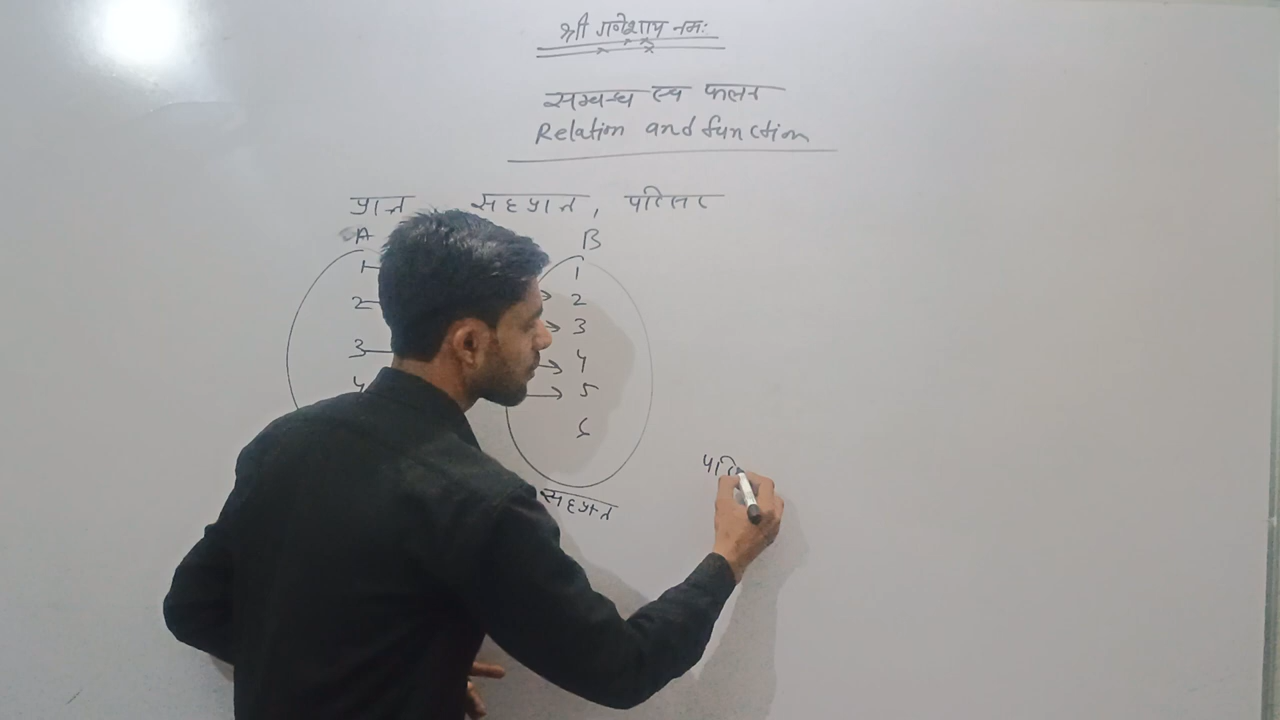 श्री गणेशाय नमः
सम्बन्ध एवं फलन
Relation and function
प्रान्त, सहप्रान्त, परिसर
A B
1 1
2 2
3 3
4 4
5
6
परि
सहप्रान्त